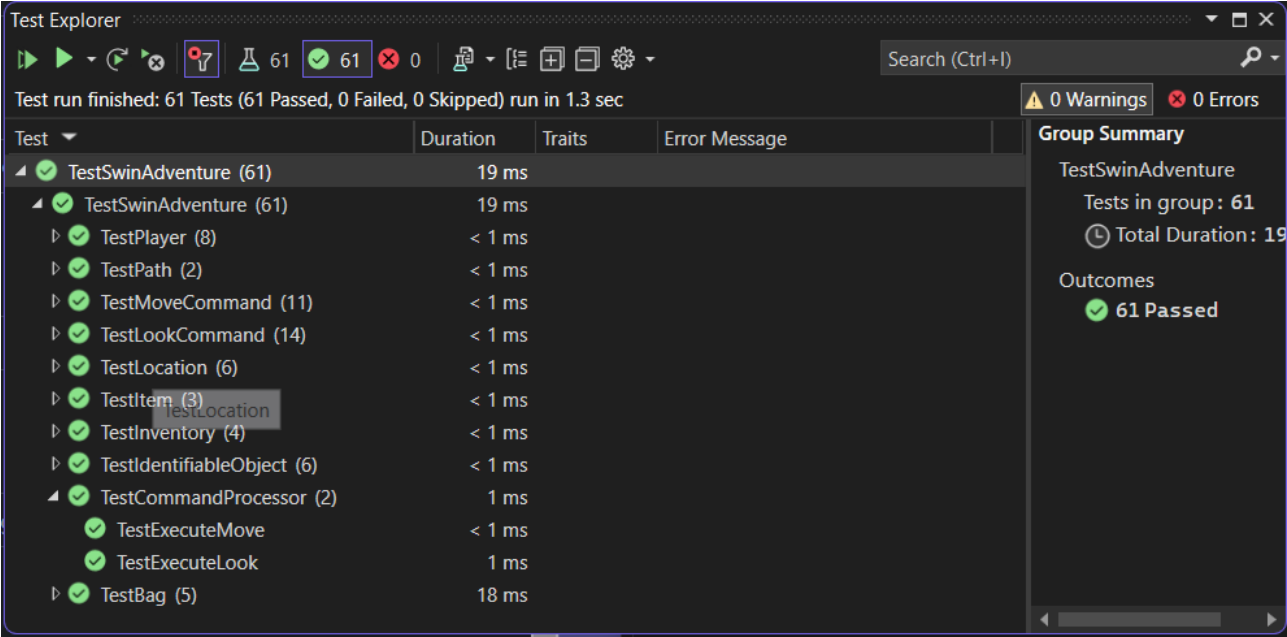 Test Explorer
61 61 0 Search (Ctrl+I)
Test run finished: 61 Tests (61 Passed, 0 Failed, 0 Skipped) run in 1.3 sec 0 Warnings 0 Errors
Test Duration Traits Error Message
TestSwinAdventure (61) 19 ms
TestSwinAdventure (61) 19 ms
TestPlayer (8) < 1 ms
TestPath (2) < 1 ms
TestMoveCommand (11) < 1 ms
TestLookCommand (14) < 1 ms
TestLocation (6) < 1 ms
TestItem (3) < 1 ms
TestLocation
TestInventory (4) < 1 ms
TestIdentifiableObject (6) < 1 ms
TestCommandProcessor (2) 1 ms
TestExecuteMove < 1 ms
TestExecuteLook 1 ms
TestBag (5) 18 ms
Group Summary
TestSwinAdventure
Tests in group: 61
Total Duration: 19
Outcomes
61 Passed